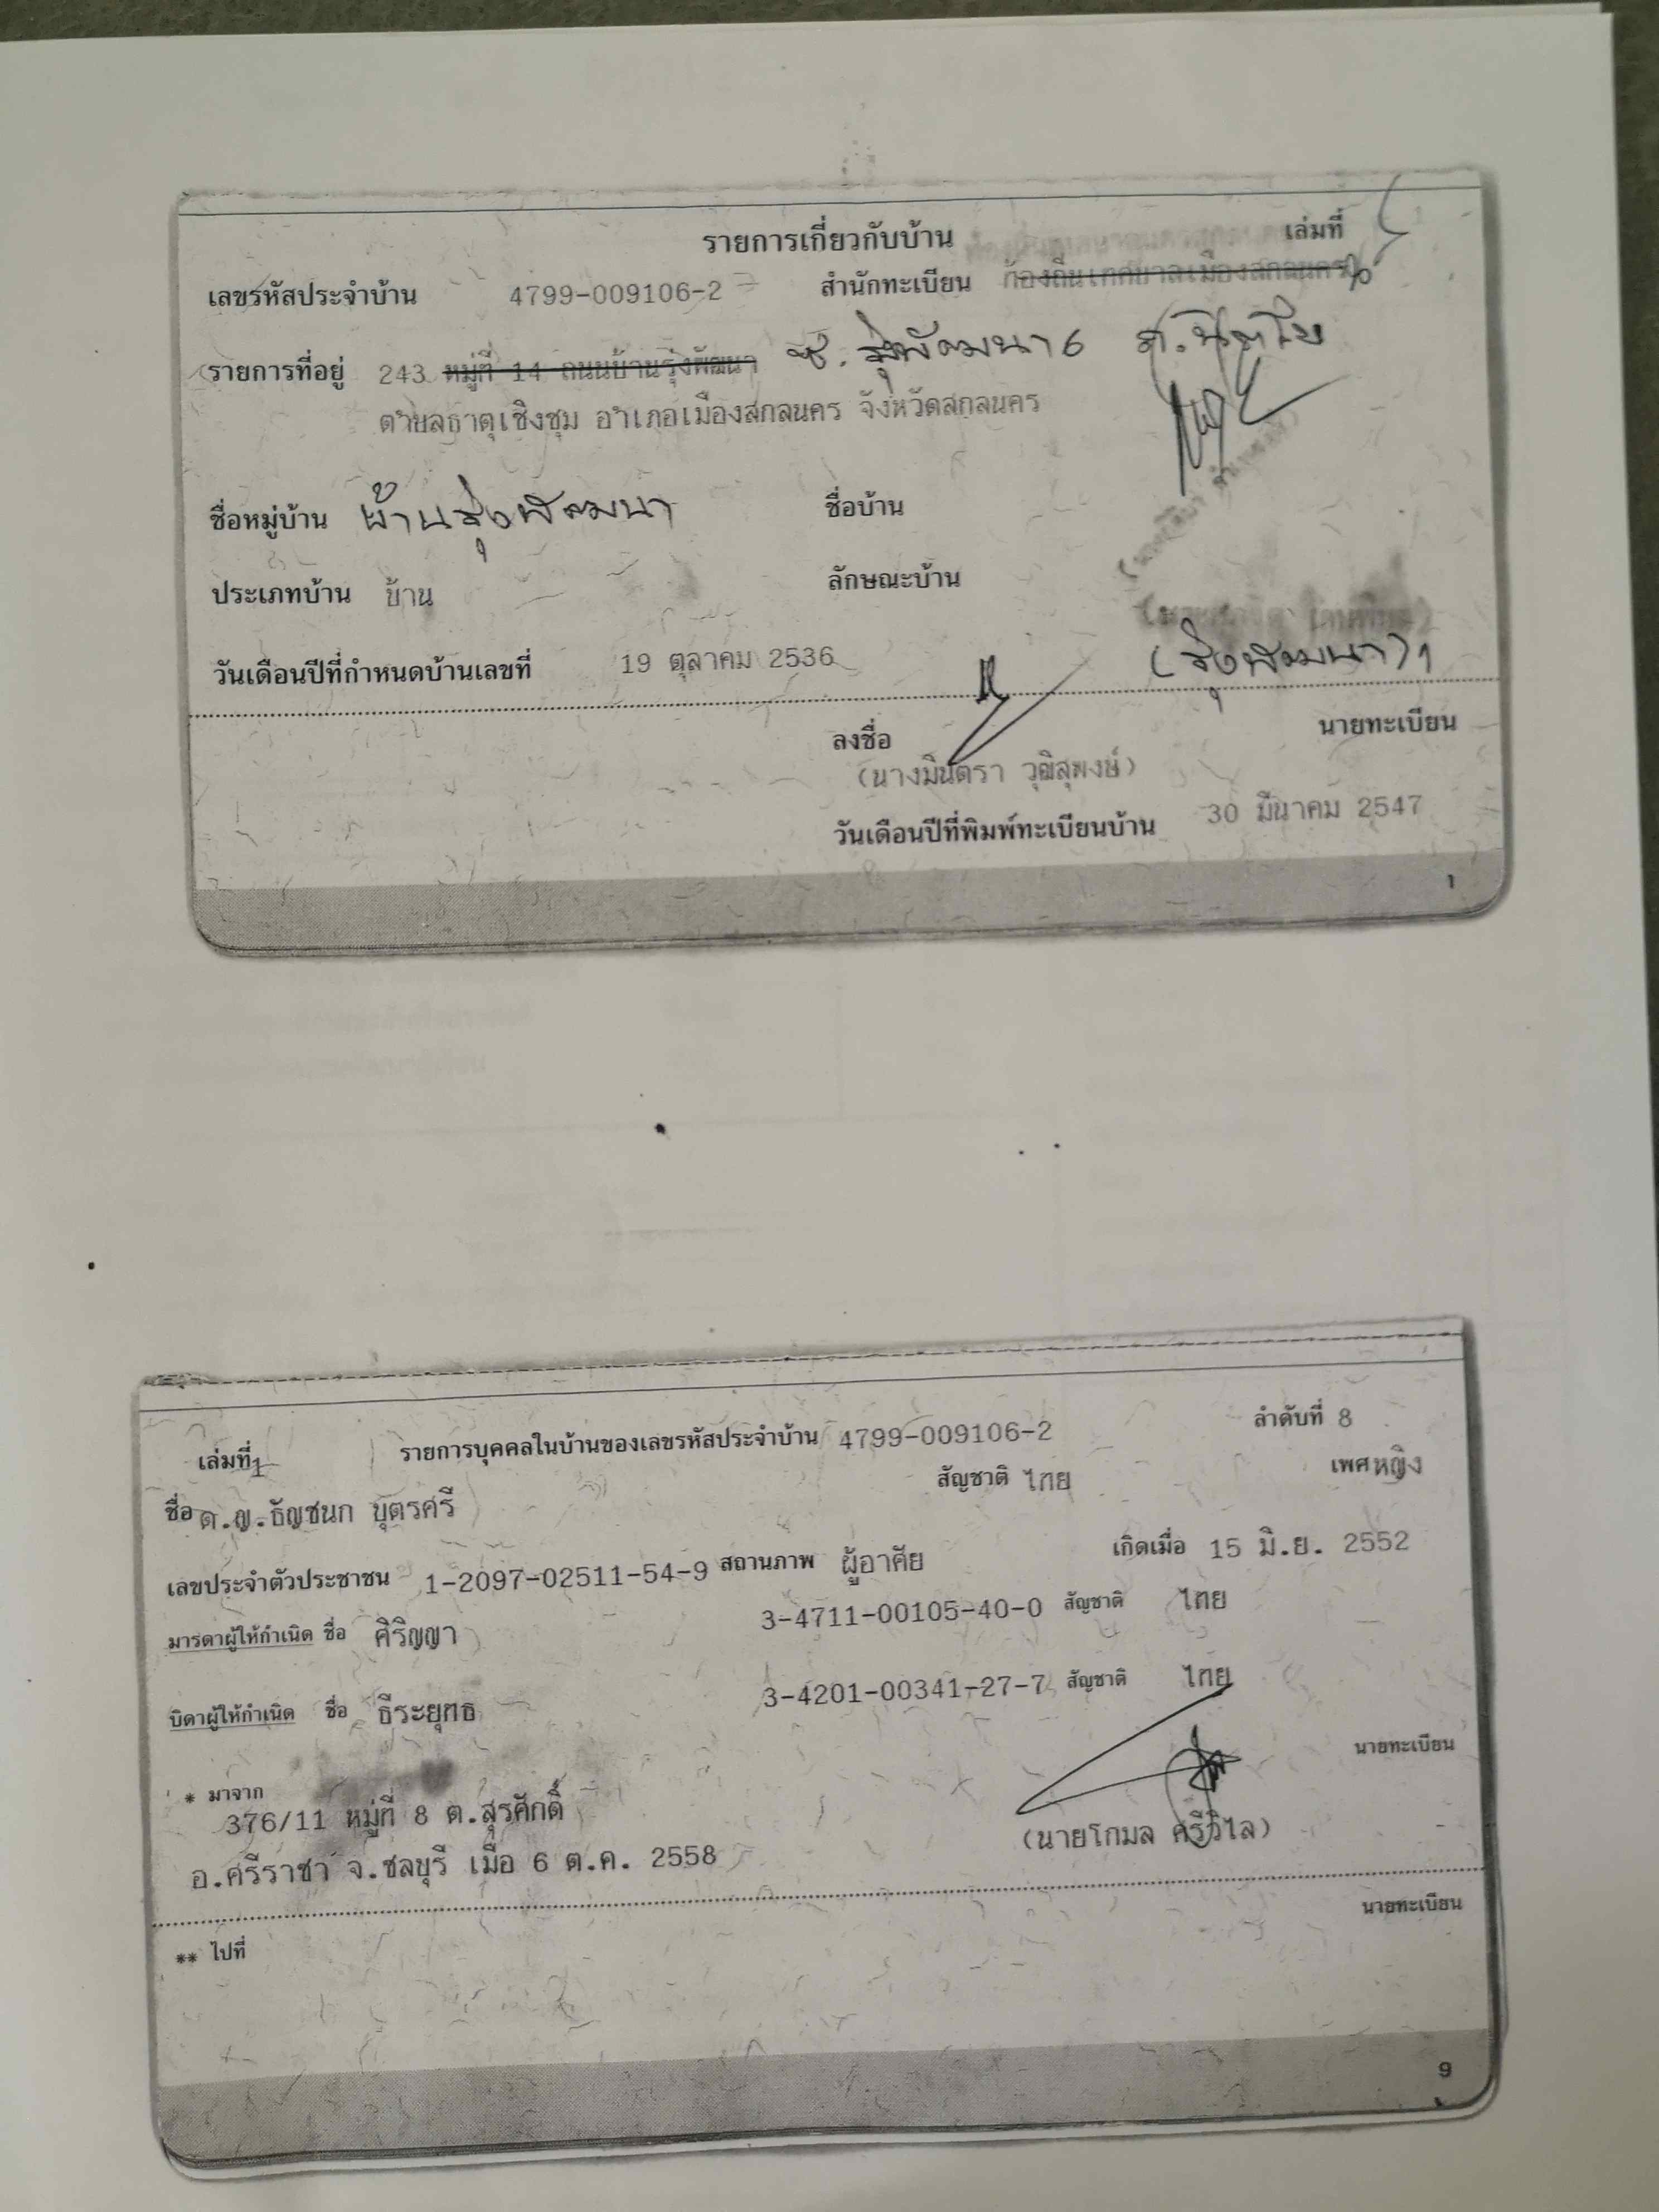 รายการเกี่ยวกับบ้าน เล่มที่
เลขรหัสประจำบ้าน 4799-009106-2 สำนักทะเบียน ท้องถิ่นเทศบาลเมืองสกลนคร
รายการที่อยู่ 243 หมู่ที่ 14 ถนนบ้านรุ่งพัฒนา ซ.รุ่งพัฒนา 6
ตำบลธาตุเชิงชุม อำเภอเมืองสกลนคร จังหวัดสกลนคร
ชื่อหมู่บ้าน บ้านรุ่งพัฒนา ชื่อบ้าน
ประเภทบ้าน บ้าน ลักษณะบ้าน
วันเดือนปีที่กำหนดบ้านเลขที่ 19 ตุลาคม 2536
(รุ่งพัฒนา)
ลงชื่อ นายทะเบียน
(นางมินตรา วุฒิสุพงษ์)
วันเดือนปีที่พิมพ์ทะเบียนบ้าน 30 มีนาคม 2547
1
เล่มที่ 1 รายการบุคคลในบ้านของเลขรหัสประจำบ้าน 4799-009106-2 ลำดับที่ 8
ชื่อ ด.ญ.ธัญชนก บุตรศรี สัญชาติ ไทย เพศ หญิง
เลขประจำตัวประชาชน 1-2097-02511-54-9 สถานภาพ ผู้อาศัย เกิดเมื่อ 15 มิ.ย. 2552
มารดาผู้ให้กำเนิด ชื่อ ศิริญญา 3-4711-00105-40-0 สัญชาติ ไทย
บิดาผู้ให้กำเนิด ชื่อ ธีระยุทธ 3-4201-00341-27-7 สัญชาติ ไทย
* มาจาก นายทะเบียน
376/11 หมู่ที่ 8 ต.สุรศักดิ์
(นายโกมล ศรีวิไล)
อ.ศรีราชา จ.ชลบุรี เมื่อ 6 ต.ค. 2558
นายทะเบียน
** ไปที่
9